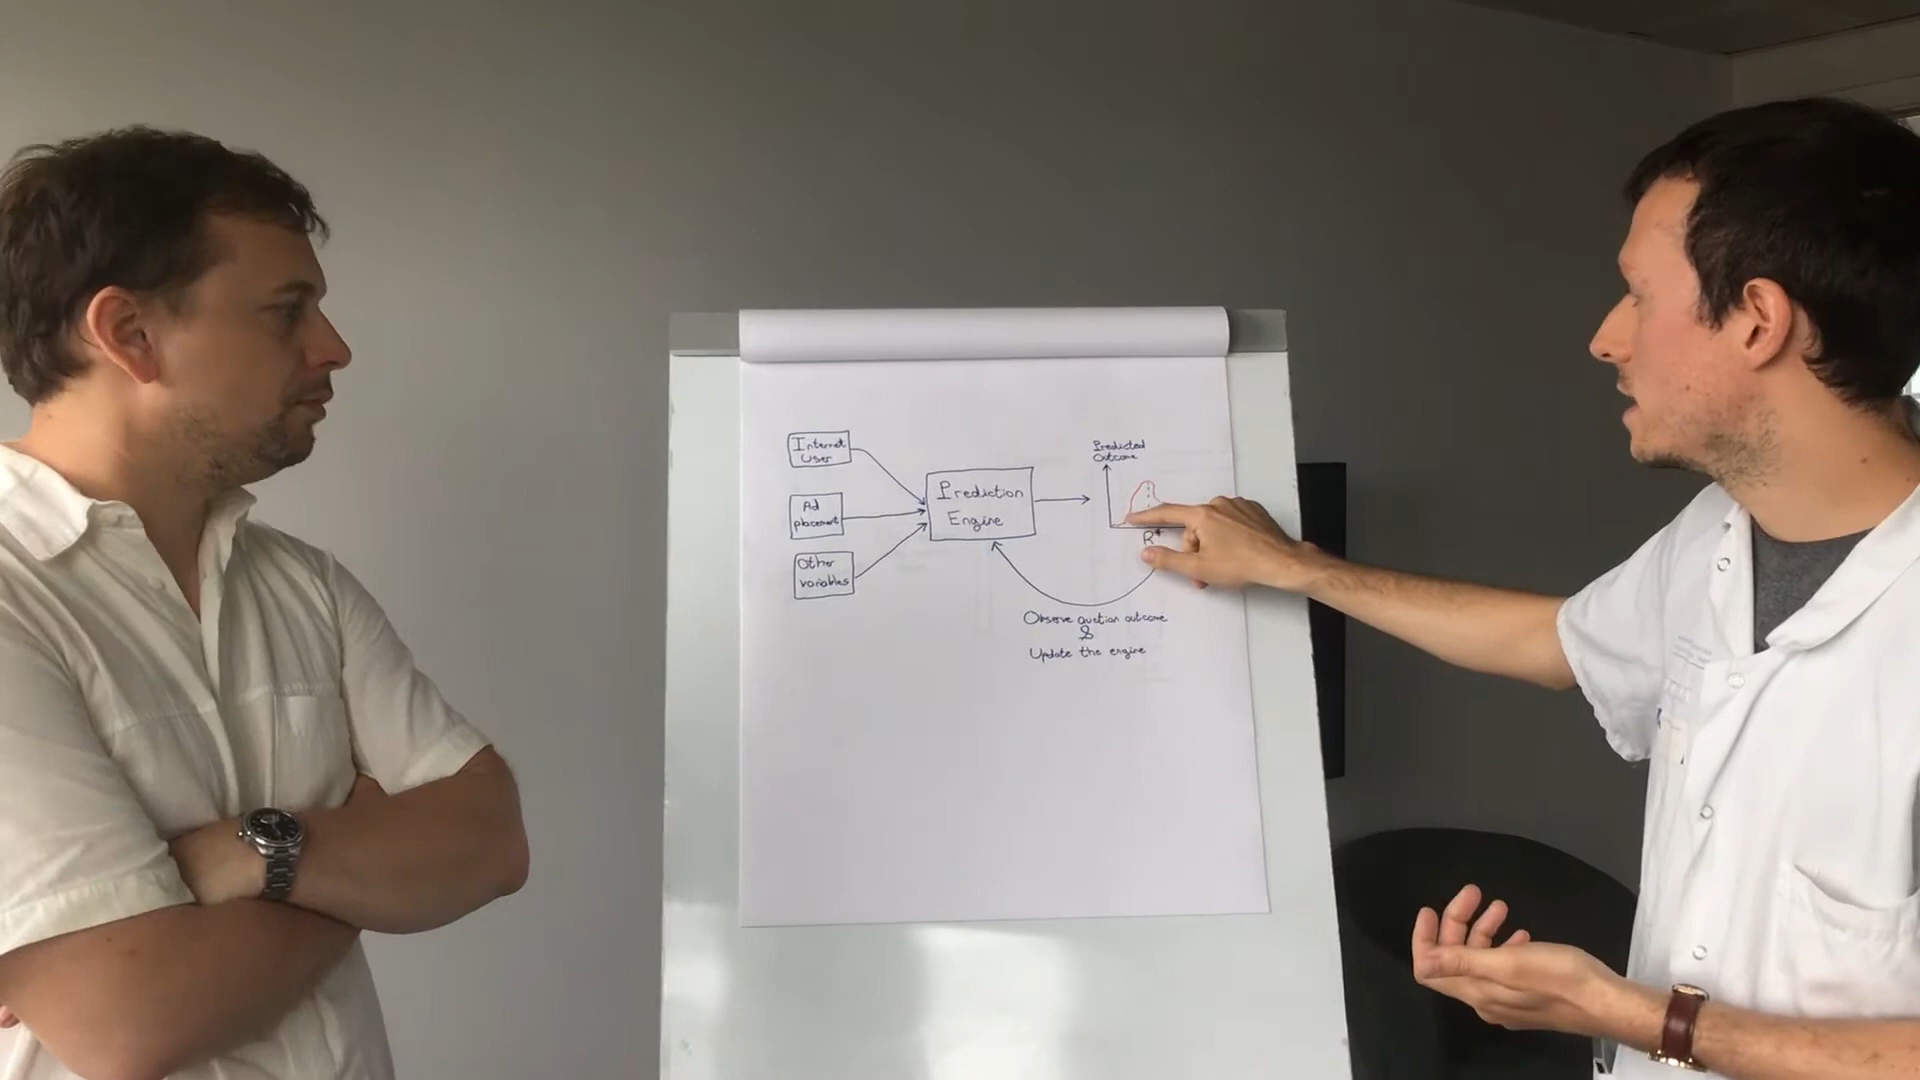 Internet
User
Ad
placement
Other
variables
Prediction
Engine
Predicted
Outcome
R*
Observe auction outcome
&
Update the engine